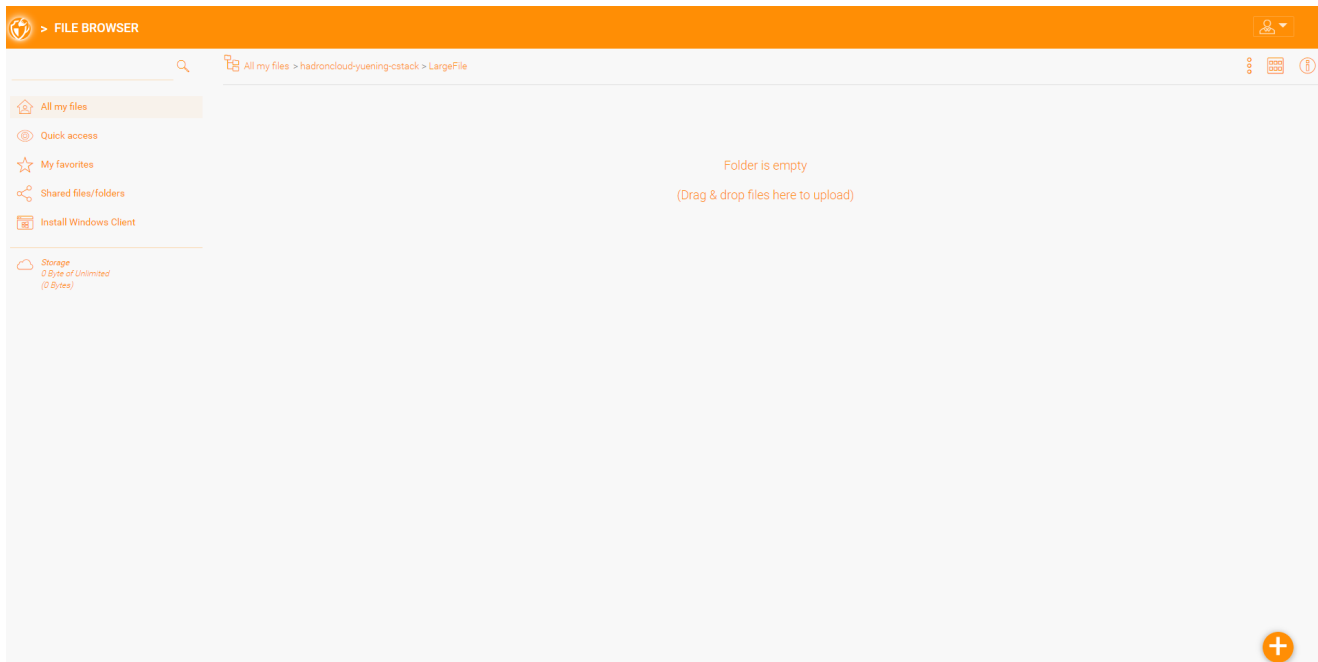 > FILE BROWSER
All my files > hadroncloud-yuening-cstack > LargeFile
All my files
Quick access
My favorites
Shared files/folders
Install Windows Client
Storage
0 Byte of Unlimited
(0 Bytes)
Folder is empty
(Drag & drop files here to upload)